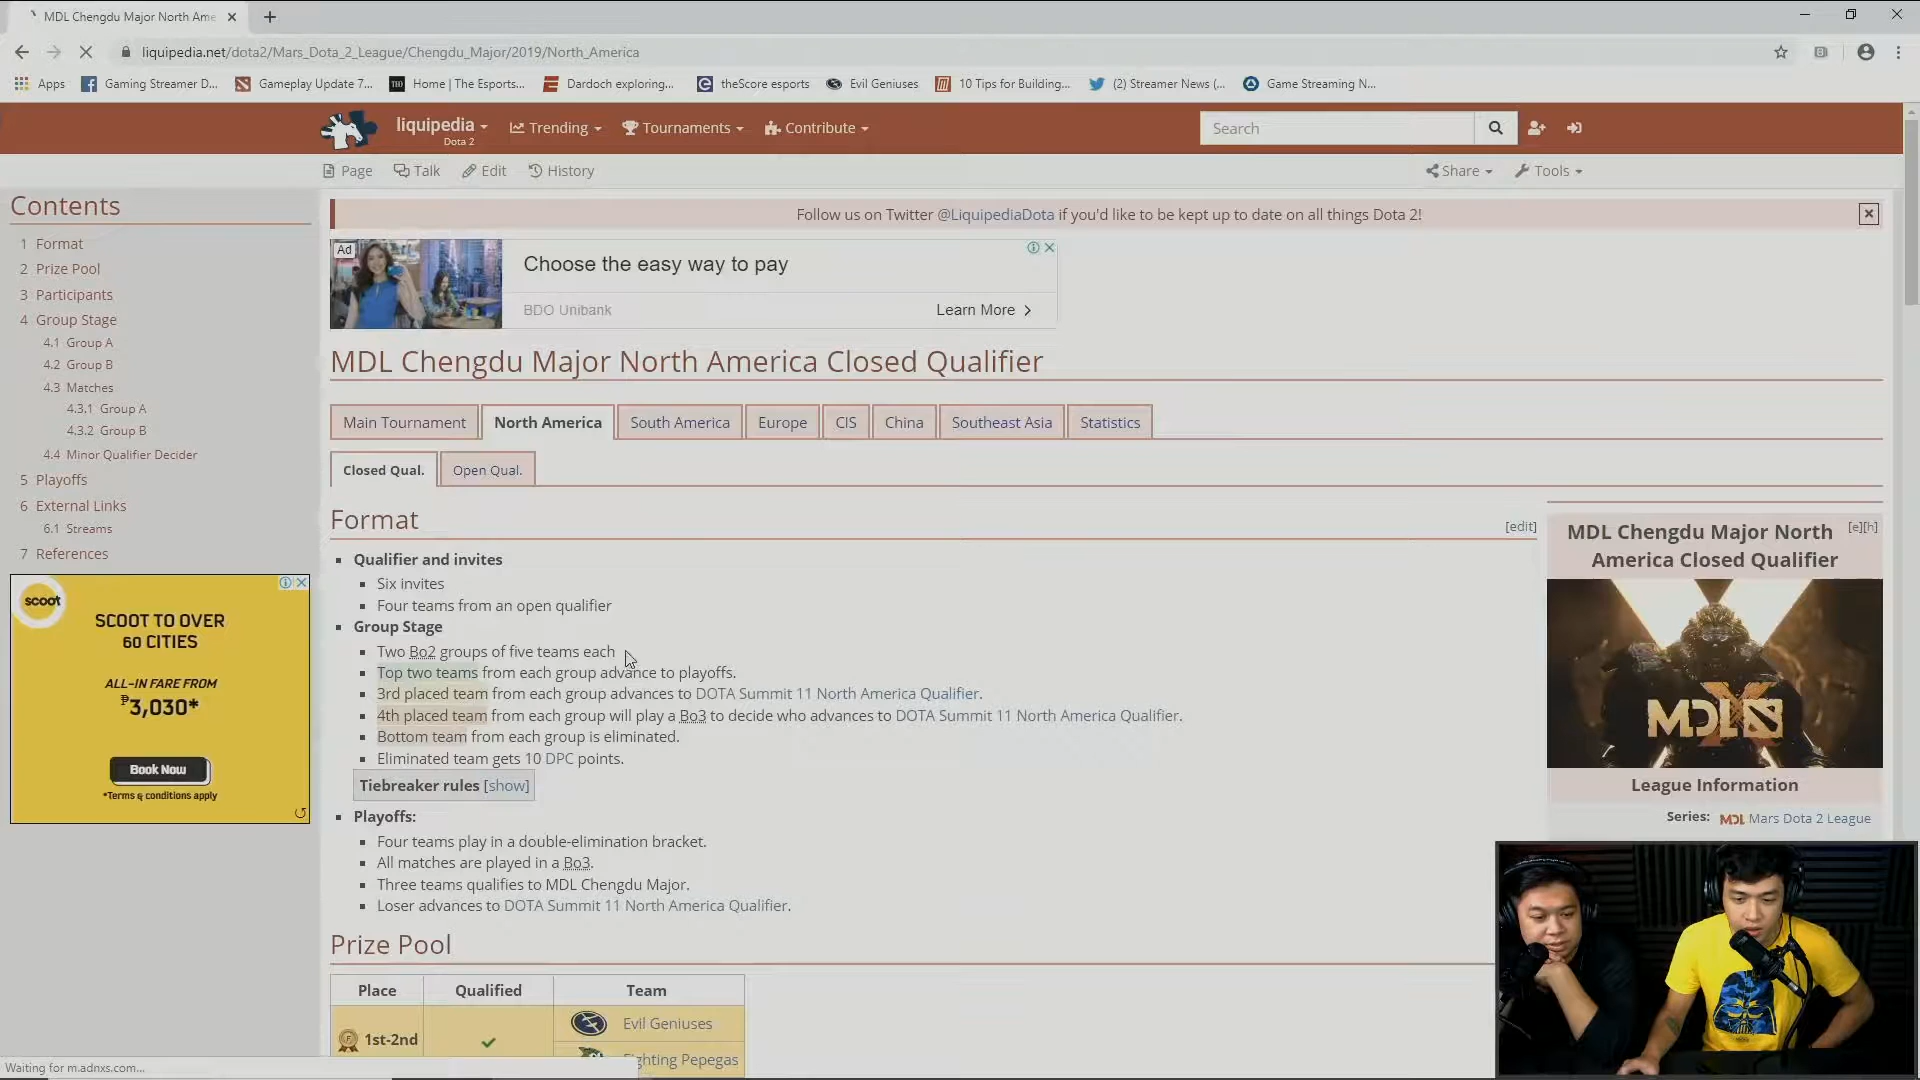 MDL Chengdu Major North Ame
liquipedia.net/dota2/Mars_Dota_2_League/Chengdu_Major/2019/North_America
Apps
Gaming Streamer D...
Gameplay Update 7...
Home | The Esports...
Dardoch exploring...
theScore esports
Evil Geniuses
10 Tips for Building...
(2) Streamer News (...
Game Streaming N...
liquipedia
Dota 2
Trending
Tournaments
Contribute
Search
Page
Talk
Edit
History
Share
Tools
Contents
1 Format
2 Prize Pool
3 Participants
4 Group Stage
4.1 Group A
4.2 Group B
4.3 Matches
4.3.1 Group A
4.3.2 Group B
4.4 Minor Qualifier Decider
5 Playoffs
6 External Links
6.1 Streams
7 References
scoot
SCOOT TO OVER
60 CITIES
ALL-IN FARE FROM
₱3,030*
Book Now
*Terms & conditions apply
Follow us on Twitter @LiquipediaDota if you'd like to be kept up to date on all things Dota 2!
Ad
Choose the easy way to pay
BDO Unibank
Learn More
MDL Chengdu Major North America Closed Qualifier
Main Tournament
North America
South America
Europe
CIS
China
Southeast Asia
Statistics
Closed Qual.
Open Qual.
Format
[edit]
Qualifier and invites
Six invites
Four teams from an open qualifier
Group Stage
Two Bo2 groups of five teams each
Top two teams from each group advance to playoffs.
3rd placed team from each group advances to DOTA Summit 11 North America Qualifier.
4th placed team from each group will play a Bo3 to decide who advances to DOTA Summit 11 North America Qualifier.
Bottom team from each group is eliminated.
Eliminated team gets 10 DPC points.
Tiebreaker rules [show]
Playoffs:
Four teams play in a double-elimination bracket.
All matches are played in a Bo3.
Three teams qualifies to MDL Chengdu Major.
Loser advances to DOTA Summit 11 North America Qualifier.
Prize Pool
Place
Qualified
Team
1st-2nd
Evil Geniuses
Fighting Pepegas
MDL Chengdu Major North
America Closed Qualifier
[e][h]
MDL
League Information
Series: MDL Mars Dota 2 League
Waiting for m.adnxs.com...